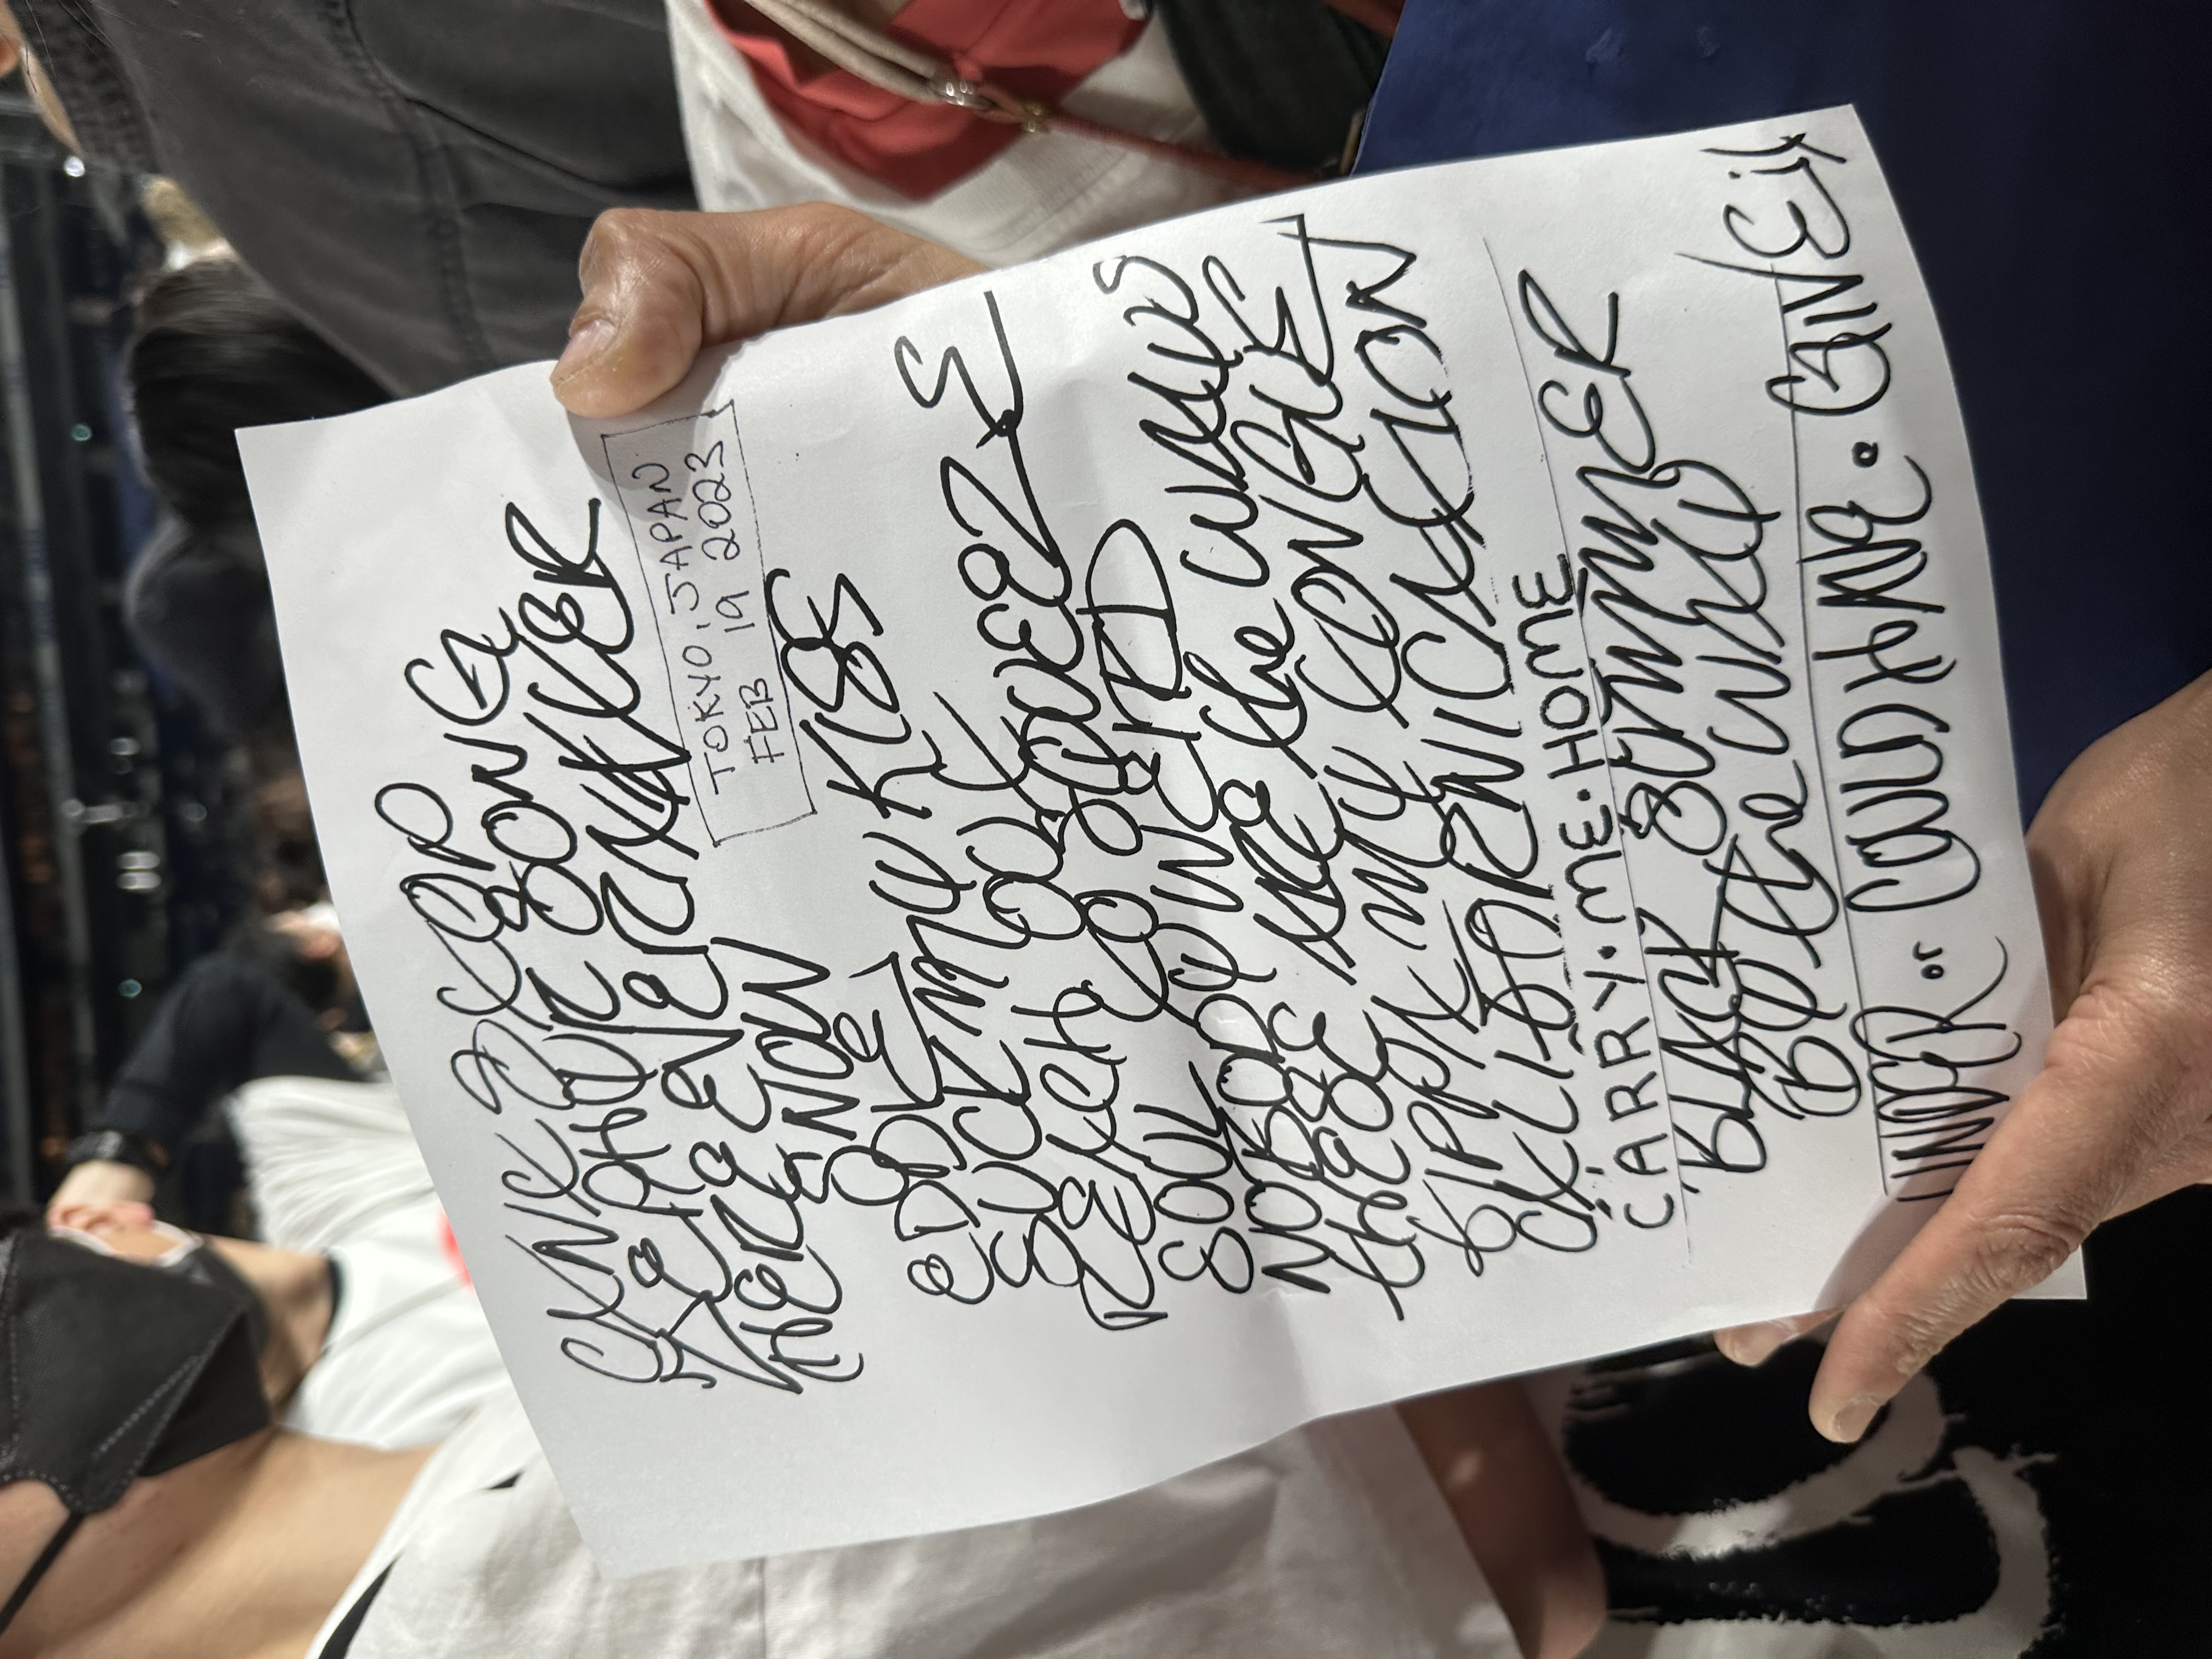 CANT STOP
ZEPHYR SONG
HERE EVER AFTER
TOKYO, JAPAN
FEB 19 2023
SNOW
EDDIE
SUCK MY KISS
REACH OUT
SOUL TO SQUEEZE
NOBODY WEIRD
THESE ARE the WAYS
TIPPA MY TONGUE
CALIFORNICATION
CARRY·ME·HOME
BLACK SUMMER
BY the WAY
UNDER or COULD HAVE · GIVE it